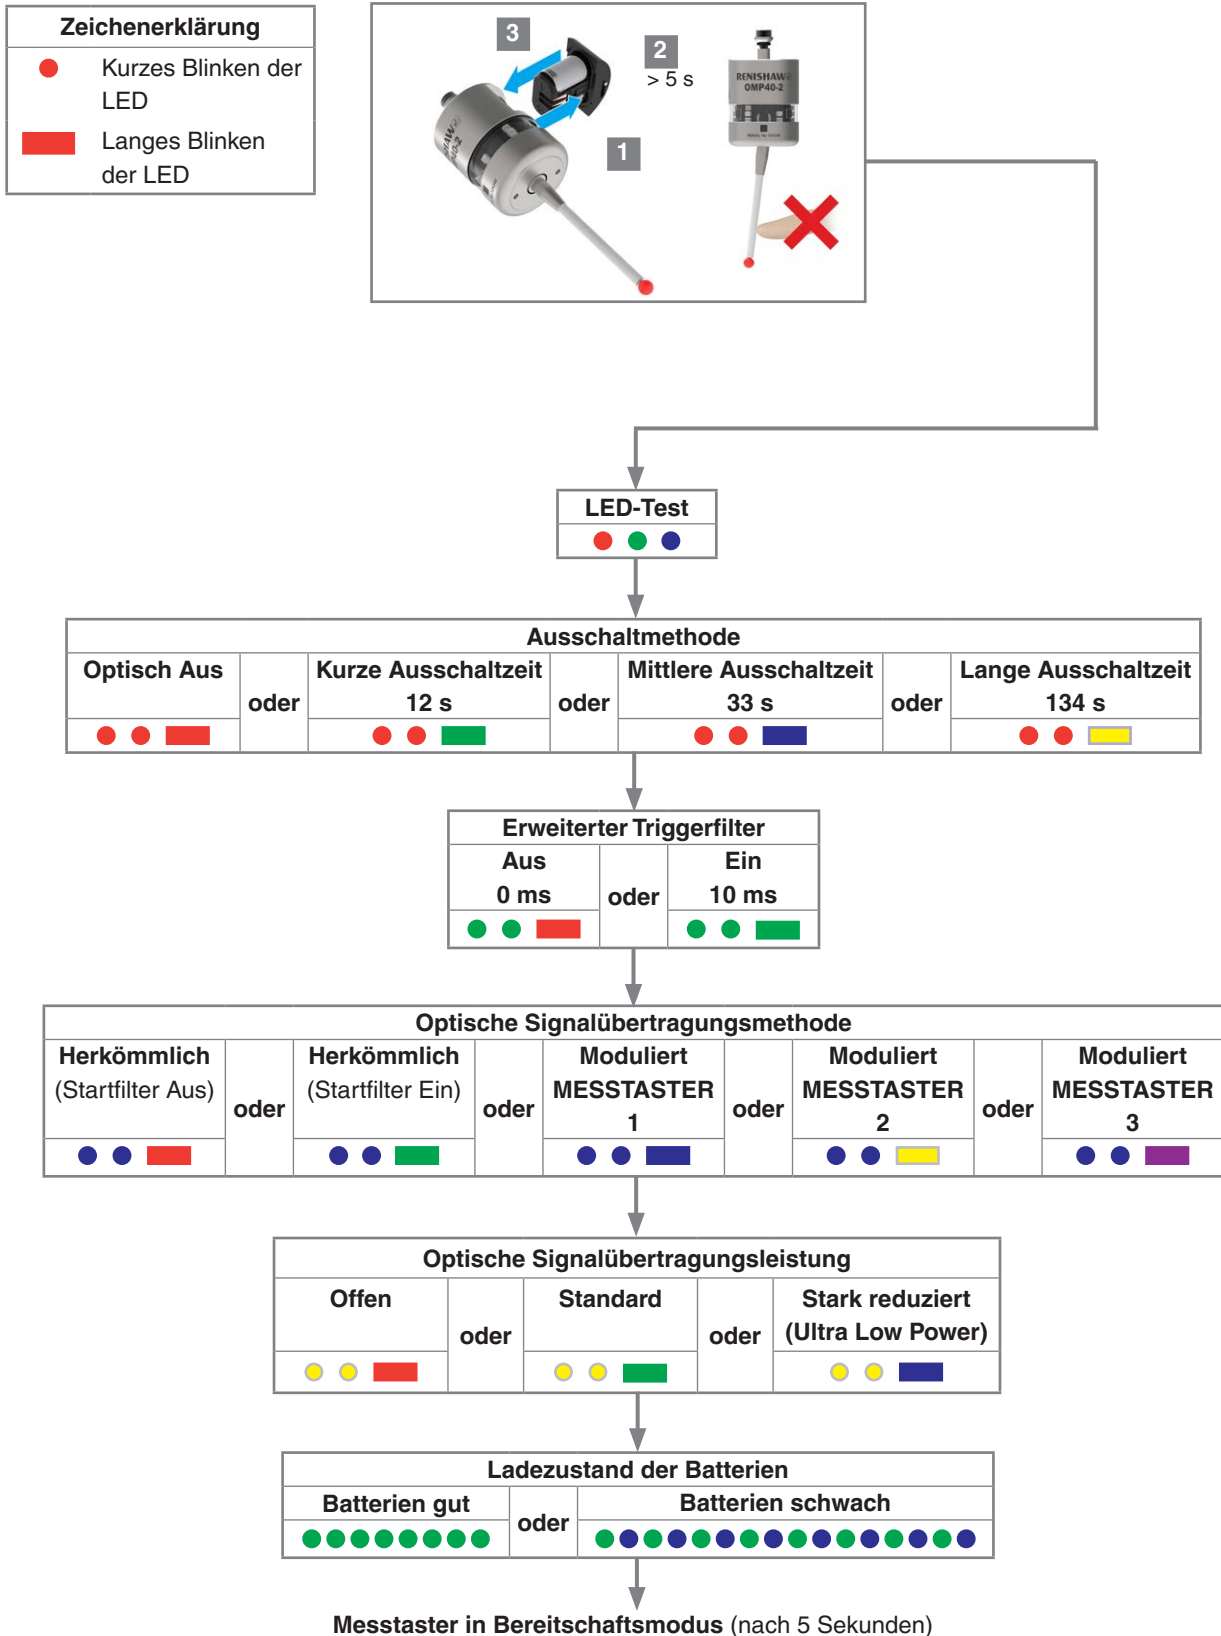 Zeichenerklärung
Kurzes Blinken der
LED
Langes Blinken
der LED
3
2
> 5 s
1
RENISHAW
OMP40-2
LED-Test
Ausschaltmethode
Optisch Aus
oder
Kurze Ausschaltzeit
12 s
oder
Mittlere Ausschaltzeit
33 s
oder
Lange Ausschaltzeit
134 s
Erweiterter Triggerfilter
Aus
0 ms
oder
Ein
10 ms
Optische Signalübertragungsmethode
Herkömmlich
(Startfilter Aus)
oder
Herkömmlich
(Startfilter Ein)
oder
Moduliert
MESSTASTER
1
oder
Moduliert
MESSTASTER
2
oder
Moduliert
MESSTASTER
3
Optische Signalübertragungsleistung
Offen
oder
Standard
oder
Stark reduziert
(Ultra Low Power)
Ladezustand der Batterien
Batterien gut
oder
Batterien schwach
Messtaster in Bereitschaftsmodus (nach 5 Sekunden)